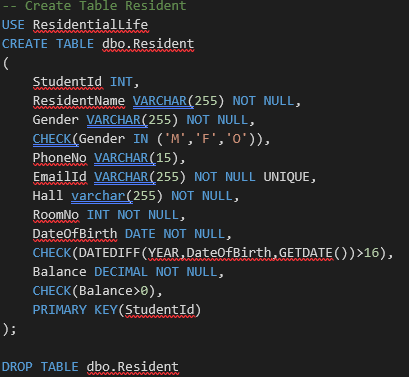 -- Create Table Resident
USE ResidentialLife
CREATE TABLE dbo.Resident
(
    StudentId INT,
    ResidentName VARCHAR(255) NOT NULL,
    Gender VARCHAR(255) NOT NULL,
    CHECK(Gender IN ('M','F','O')),
    PhoneNo VARCHAR(15),
    EmailId VARCHAR(255) NOT NULL UNIQUE,
    Hall varchar(255) NOT NULL,
    RoomNo INT NOT NULL,
    DateOfBirth DATE NOT NULL,
    CHECK(DATEDIFF(YEAR,DateOfBirth,GETDATE())>16),
    Balance DECIMAL NOT NULL,
    CHECK(Balance>0),
    PRIMARY KEY(StudentId)
);

DROP TABLE dbo.Resident